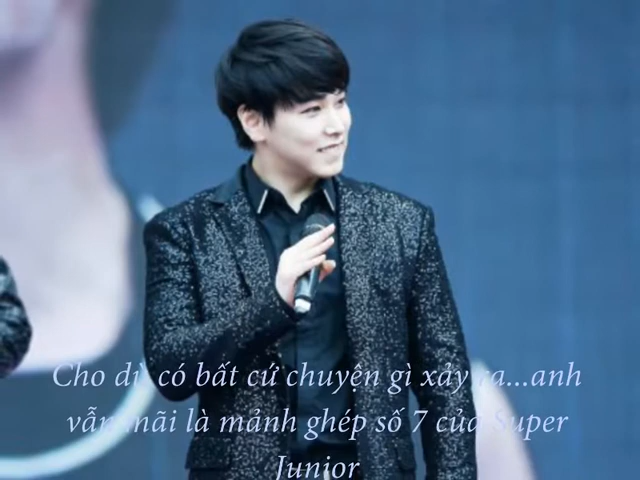 Cho dù có bất cứ chuyện gì xảy ra...anh
vẫn mãi là mảnh ghép số 7 của Super
Junior